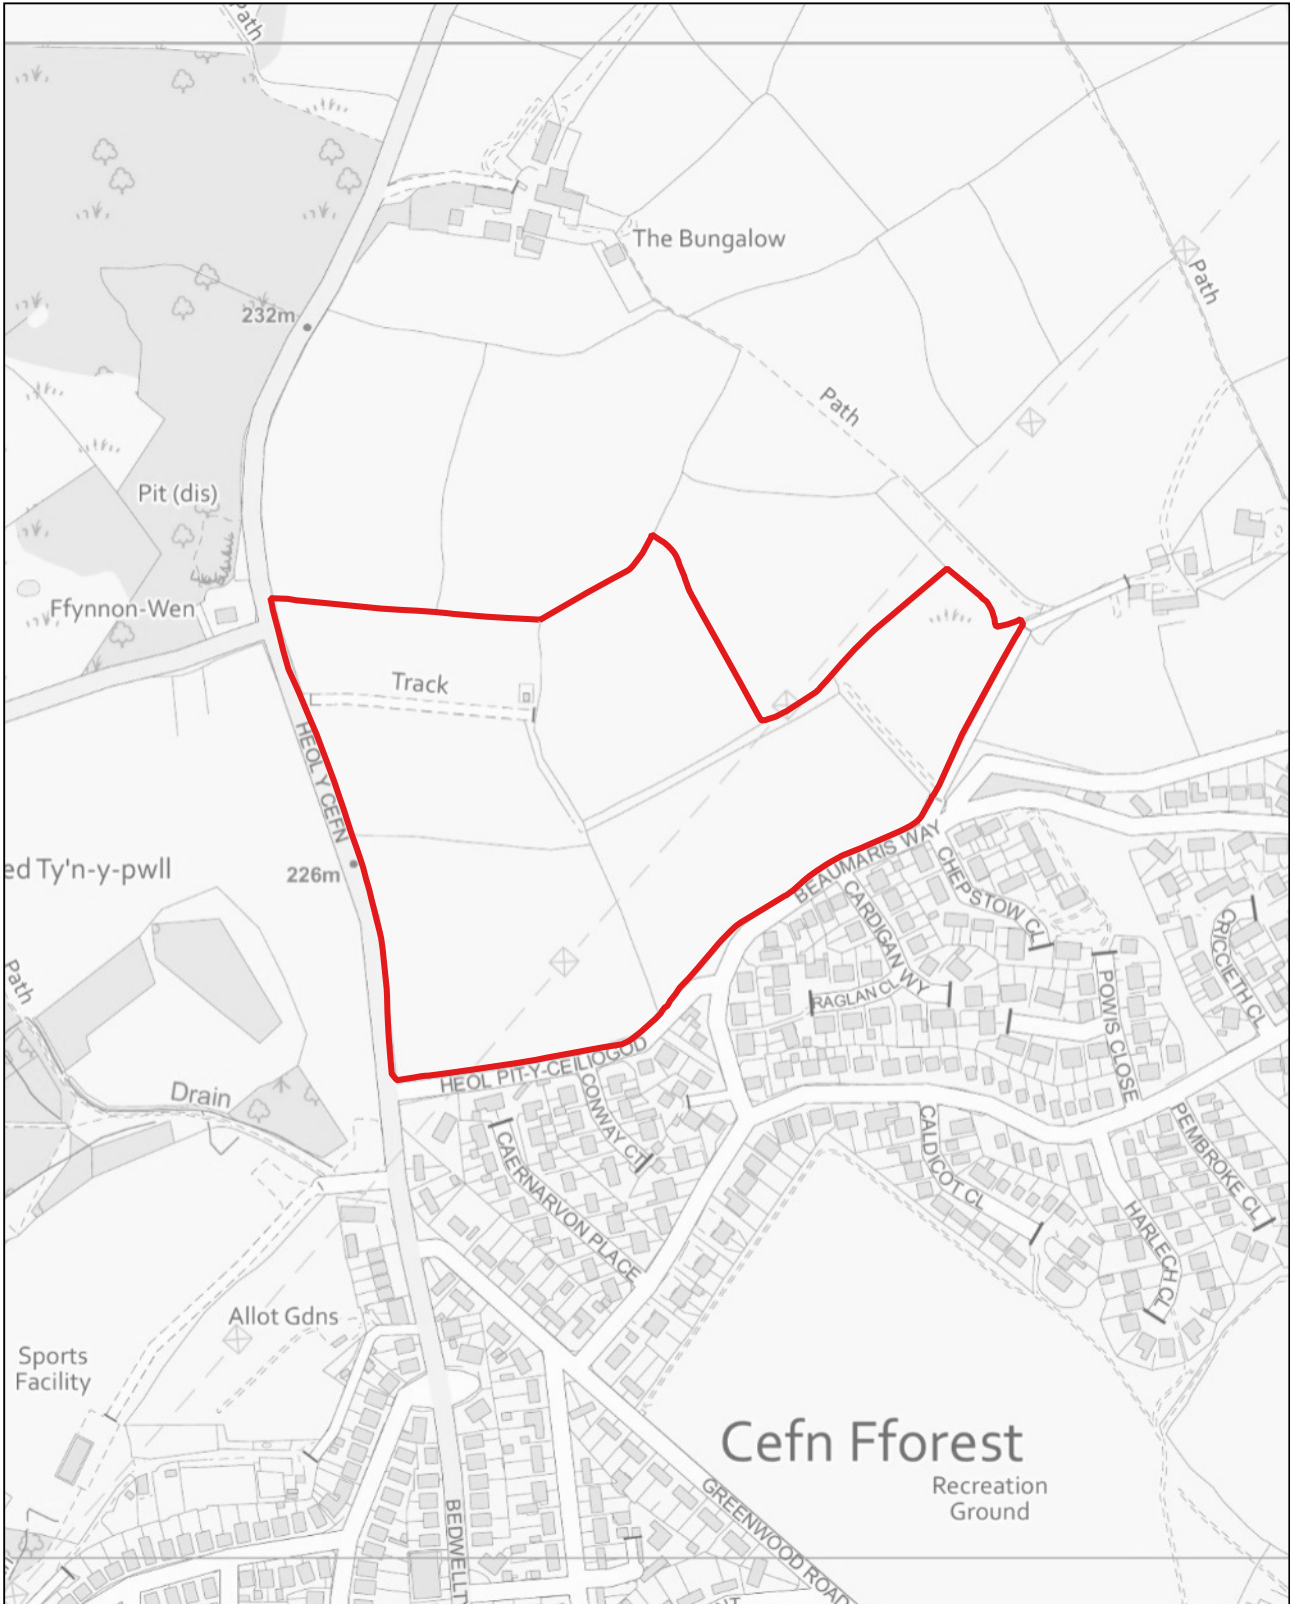 Path
The Bungalow
Path
232m
Path
Pit (dis)
Ffynnon-Wen
Track
HEOL Y CEFN
BEAUMARIS WAY
ed Ty'n-y-pwll
226m
CHEPSTOW CL
CARDIGAN WY
CRICCIETH CL
Path
RAGLAN CL
POWIS CLOSE
HEOL PIT-Y-CEILIOGOD
Drain
CONWAY CT
CAERNARVON PLACE
CALDICOT CL
PEMBROKE CL
HARLECH CL
Allot Gdns
Sports
Facility
Cefn Fforest
Recreation
Ground
GREENWOOD ROAD
BEDWELLT